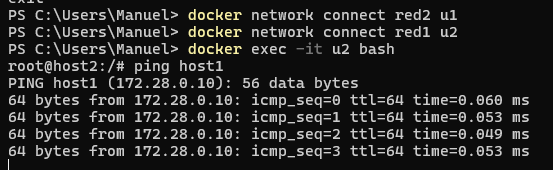 exit
PS C:\Users\Manuel> docker network connect red2 u1
PS C:\Users\Manuel> docker network connect red1 u2
PS C:\Users\Manuel> docker exec -it u2 bash
root@host2:/# ping host1
PING host1 (172.28.0.10): 56 data bytes
64 bytes from 172.28.0.10: icmp_seq=0 ttl=64 time=0.060 ms
64 bytes from 172.28.0.10: icmp_seq=1 ttl=64 time=0.053 ms
64 bytes from 172.28.0.10: icmp_seq=2 ttl=64 time=0.049 ms
64 bytes from 172.28.0.10: icmp_seq=3 ttl=64 time=0.053 ms